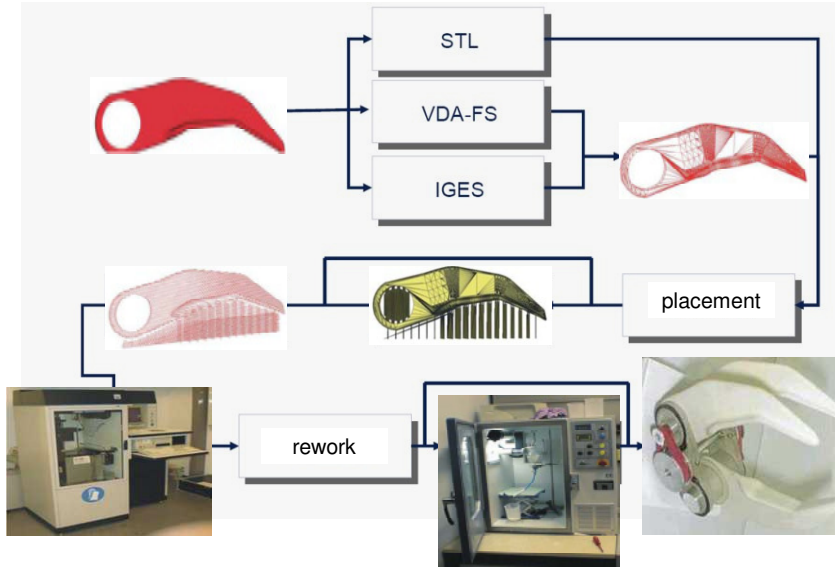 STL
VDA-FS
IGES
placement
rework